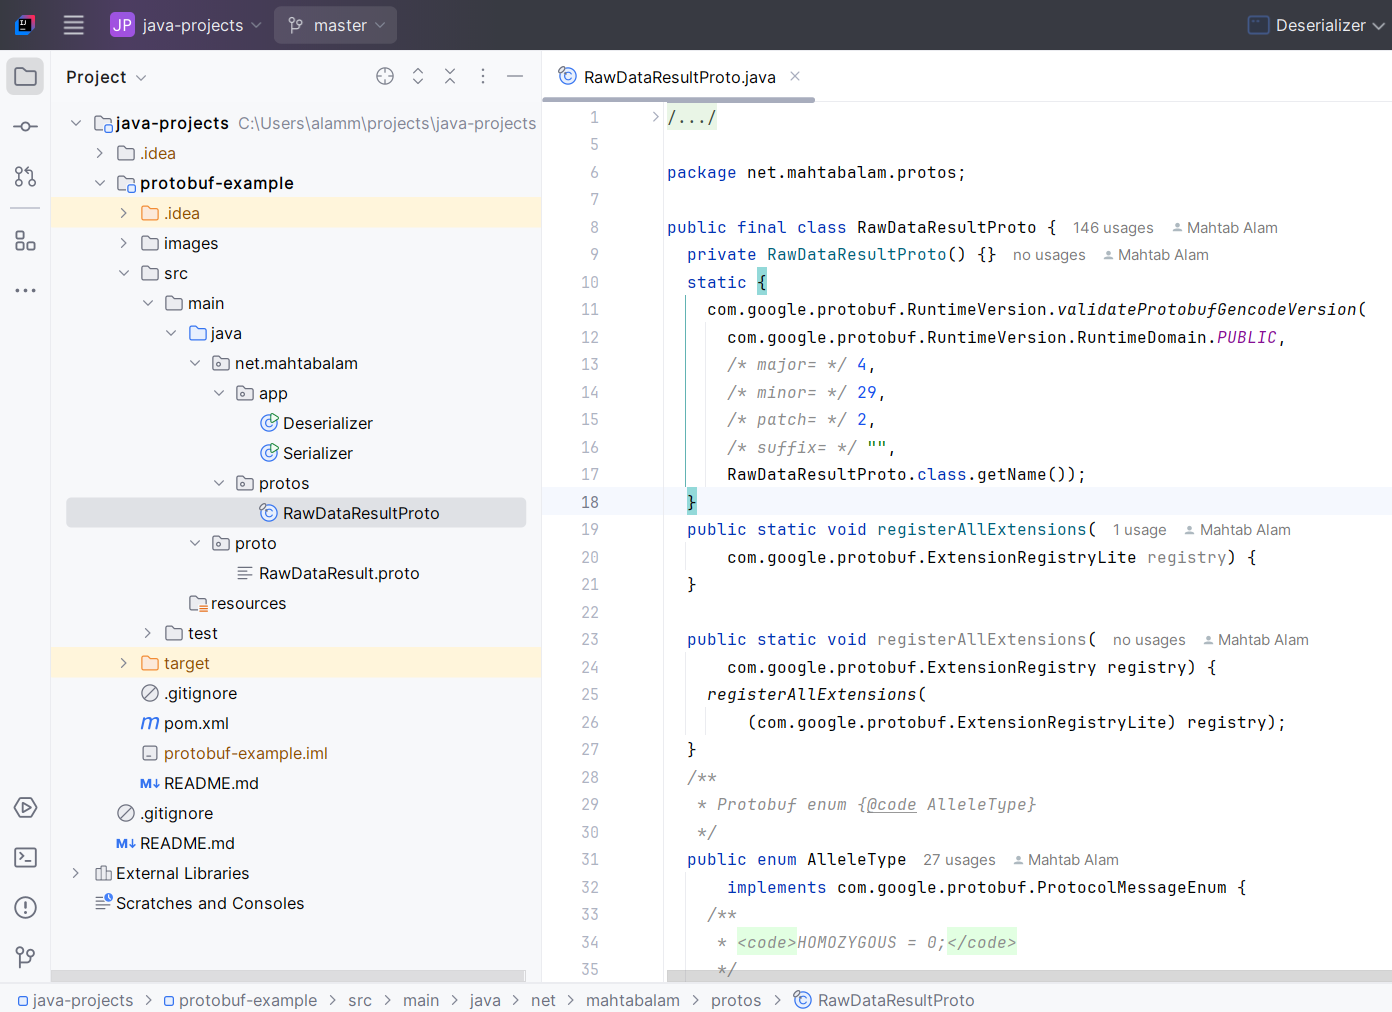 JP java-projects master Deserializer
Project
RawDataResultProto.java
java-projects C:\Users\alamm\projects\java-projects
.idea
protobuf-example
.idea
images
src
main
java
net.mahtabalam
app
Deserializer
Serializer
protos
RawDataResultProto
proto
RawDataResult.proto
resources
test
target
.gitignore
pom.xml
protobuf-example.iml
README.md
.gitignore
README.md
External Libraries
Scratches and Consoles
1 /.../
5
6 package net.mahtabalam.protos;
7
8 public final class RawDataResultProto { 146 usages Mahtab Alam
9 private RawDataResultProto() {} no usages Mahtab Alam
10 static {
11 com.google.protobuf.RuntimeVersion.validateProtobufGencodeVersion(
12 com.google.protobuf.RuntimeVersion.RuntimeDomain.PUBLIC,
13 /* major= */ 4,
14 /* minor= */ 29,
15 /* patch= */ 2,
16 /* suffix= */ "",
17 RawDataResultProto.class.getName());
18 }
19 public static void registerAllExtensions( 1 usage Mahtab Alam
20 com.google.protobuf.ExtensionRegistryLite registry) {
21 }
22
23 public static void registerAllExtensions( no usages Mahtab Alam
24 com.google.protobuf.ExtensionRegistry registry) {
25 registerAllExtensions(
26 (com.google.protobuf.ExtensionRegistryLite) registry);
27 }
28 /**
29 * Protobuf enum {@code AlleleType}
30 */
31 public enum AlleleType 27 usages Mahtab Alam
32 implements com.google.protobuf.ProtocolMessageEnum {
33 /**
34 * <code>HOMOZYGOUS = 0;</code>
35 */
java-projects > protobuf-example > src > main > java > net > mahtabalam > protos > RawDataResultProto